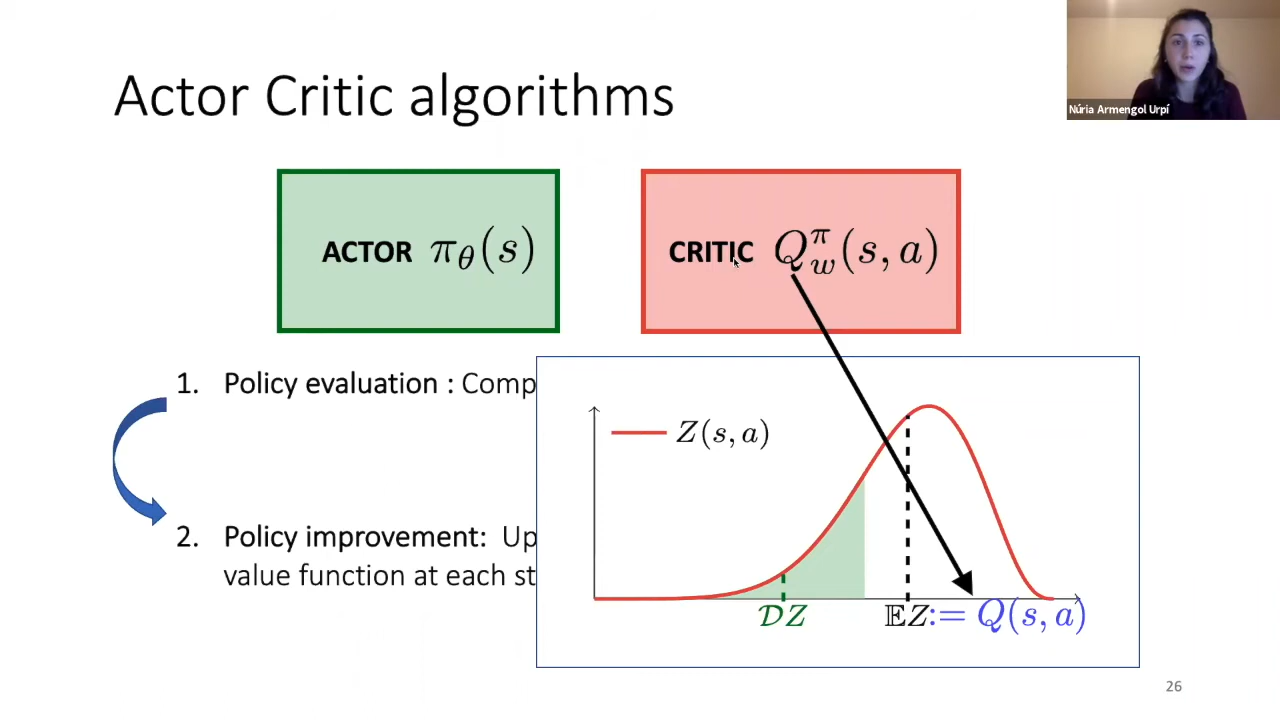 Núria Armengol Urpí
Actor Critic algorithms
ACTOR πθ(s)
CRITIC Q^π_w(s, a)
1. Policy evaluation : Comp
Z(s, a)
2. Policy improvement: Up
value function at each st
𝒟Z
𝔼Z := Q(s, a)
26